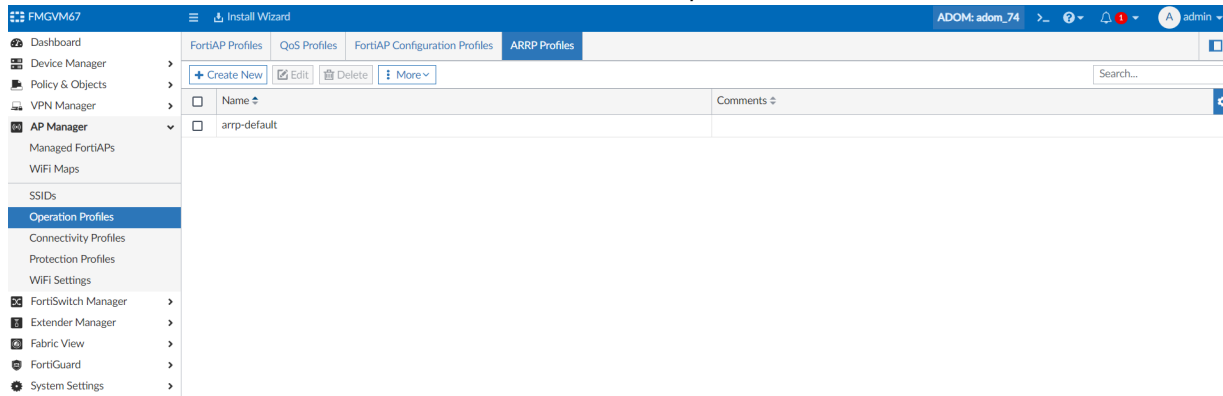 FMGVM67
Install Wizard
ADOM: adom_74
>_
?
1
A admin
Dashboard
Device Manager
Policy & Objects
VPN Manager
AP Manager
Managed FortiAPs
WiFi Maps
SSIDs
Operation Profiles
Connectivity Profiles
Protection Profiles
WiFi Settings
FortiSwitch Manager
Extender Manager
Fabric View
FortiGuard
System Settings
FortiAP Profiles QoS Profiles FortiAP Configuration Profiles ARRP Profiles
+ Create New Edit Delete More Search...
Name Comments
arrp-default